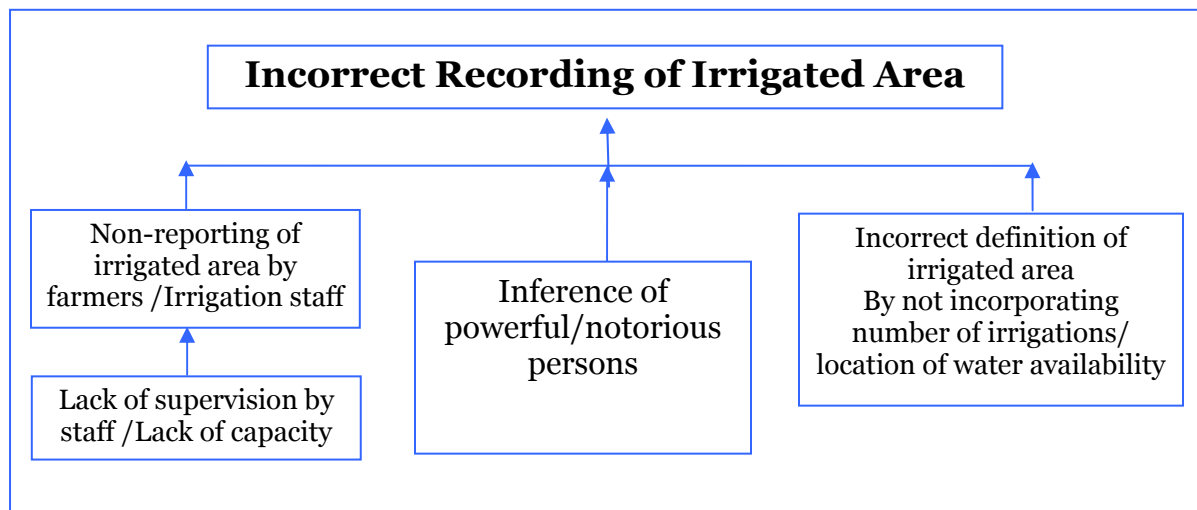 Incorrect Recording of Irrigated Area
Non-reporting of
irrigated area by
farmers /Irrigation staff
Lack of supervision by
staff /Lack of capacity
Inference of
powerful/notorious
persons
Incorrect definition of
irrigated area
By not incorporating
number of irrigations/
location of water availability